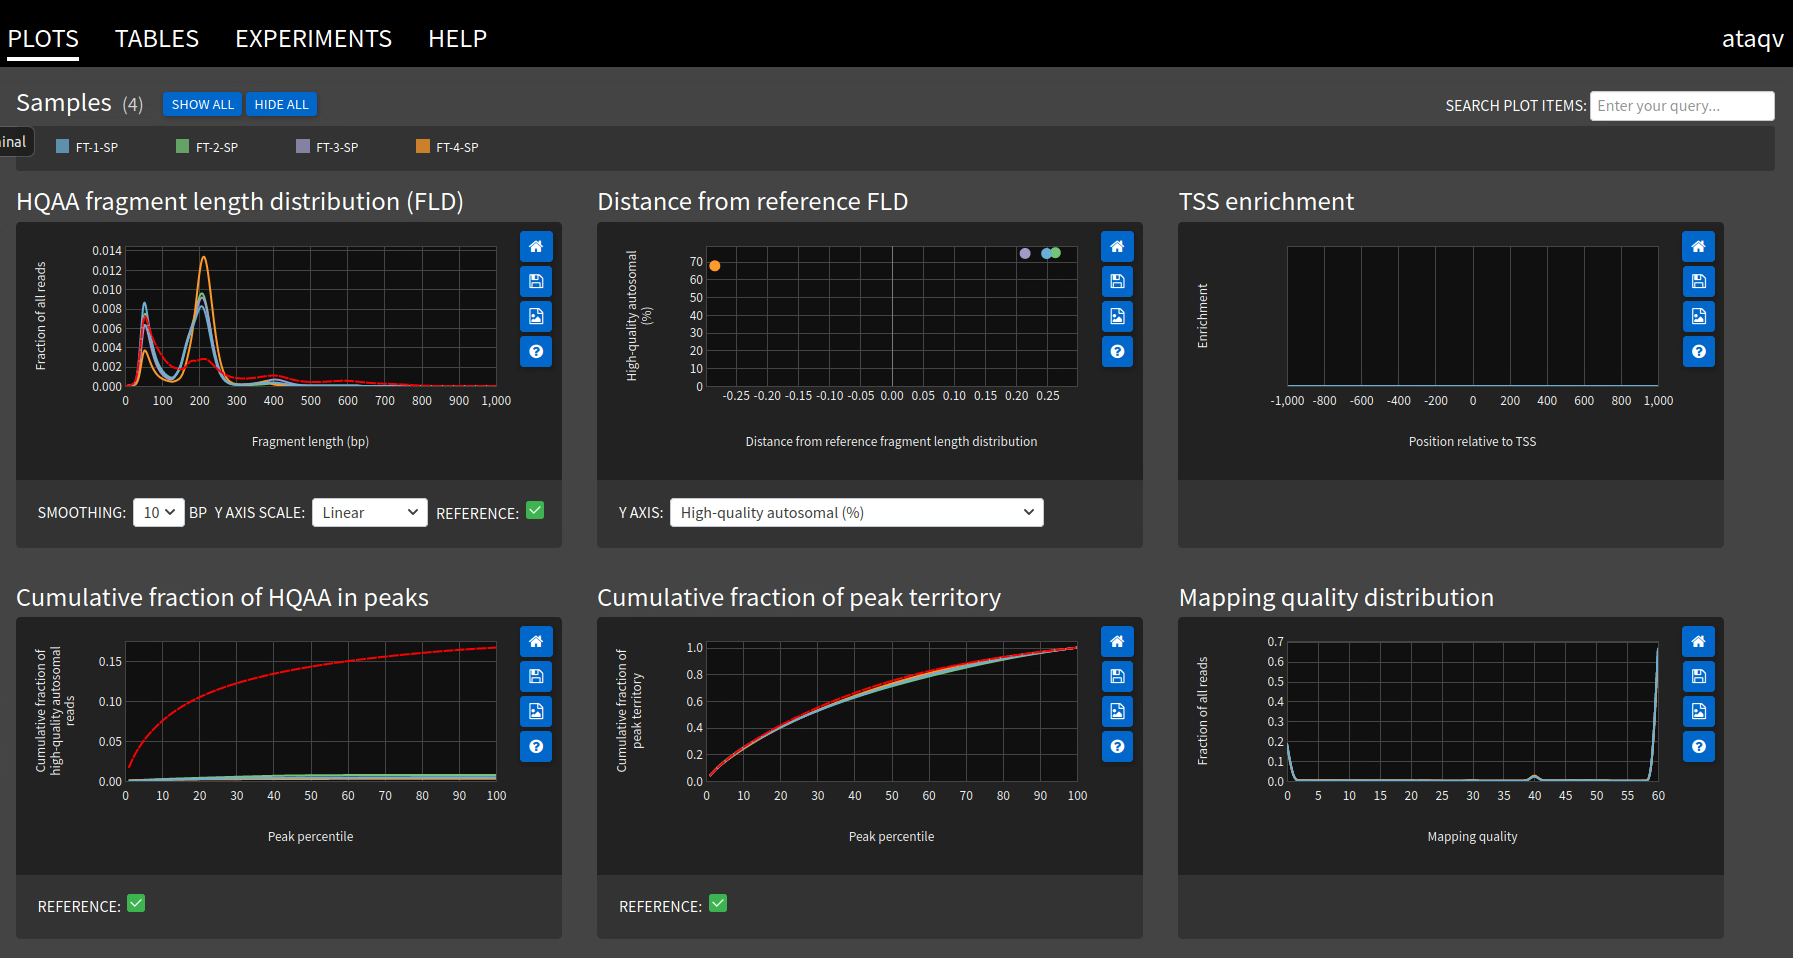 PLOTS TABLES EXPERIMENTS HELP ataqv
Samples (4) SHOW ALL HIDE ALL SEARCH PLOT ITEMS: Enter your query...
inal FT-1-SP FT-2-SP FT-3-SP FT-4-SP
HQAA fragment length distribution (FLD)
Fraction of all reads
0.014
0.012
0.010
0.008
0.006
0.004
0.002
0.000
0 100 200 300 400 500 600 700 800 900 1,000
Fragment length (bp)
SMOOTHING: 10 BP Y AXIS SCALE: Linear REFERENCE:
Distance from reference FLD
High-quality autosomal
(%)
70
60
50
40
30
20
10
0
-0.25 -0.20 -0.15 -0.10 -0.05 0.00 0.05 0.10 0.15 0.20 0.25
Distance from reference fragment length distribution
Y AXIS: High-quality autosomal (%)
TSS enrichment
Enrichment
-1,000 -800 -600 -400 -200 0 200 400 600 800 1,000
Position relative to TSS
Cumulative fraction of HQAA in peaks
Cumulative fraction of
high-quality autosomal
reads
0.15
0.10
0.05
0.00
0 10 20 30 40 50 60 70 80 90 100
Peak percentile
REFERENCE:
Cumulative fraction of peak territory
Cumulative fraction of
peak territory
1.0
0.8
0.6
0.4
0.2
0.0
0 10 20 30 40 50 60 70 80 90 100
Peak percentile
REFERENCE:
Mapping quality distribution
Fraction of all reads
0.7
0.6
0.5
0.4
0.3
0.2
0.1
0.0
0 5 10 15 20 25 30 35 40 45 50 55 60
Mapping quality